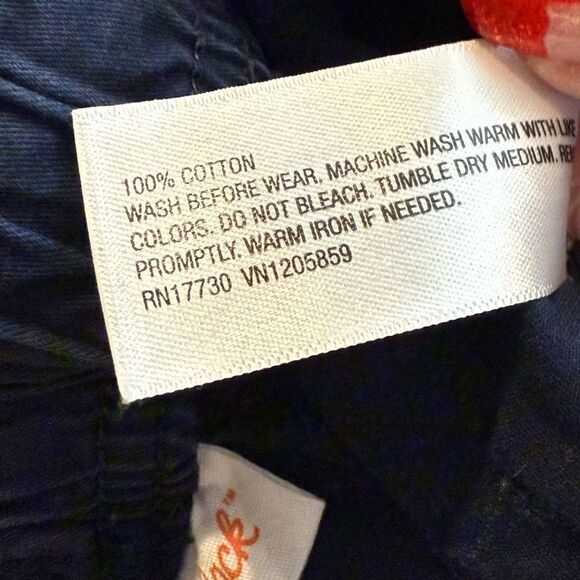 100% COTTON
WASH BEFORE WEAR. MACHINE WASH WARM WITH LIKE
COLORS. DO NOT BLEACH. TUMBLE DRY MEDIUM.
PROMPTLY. WARM IRON IF NEEDED.
RN17730 VN1205859